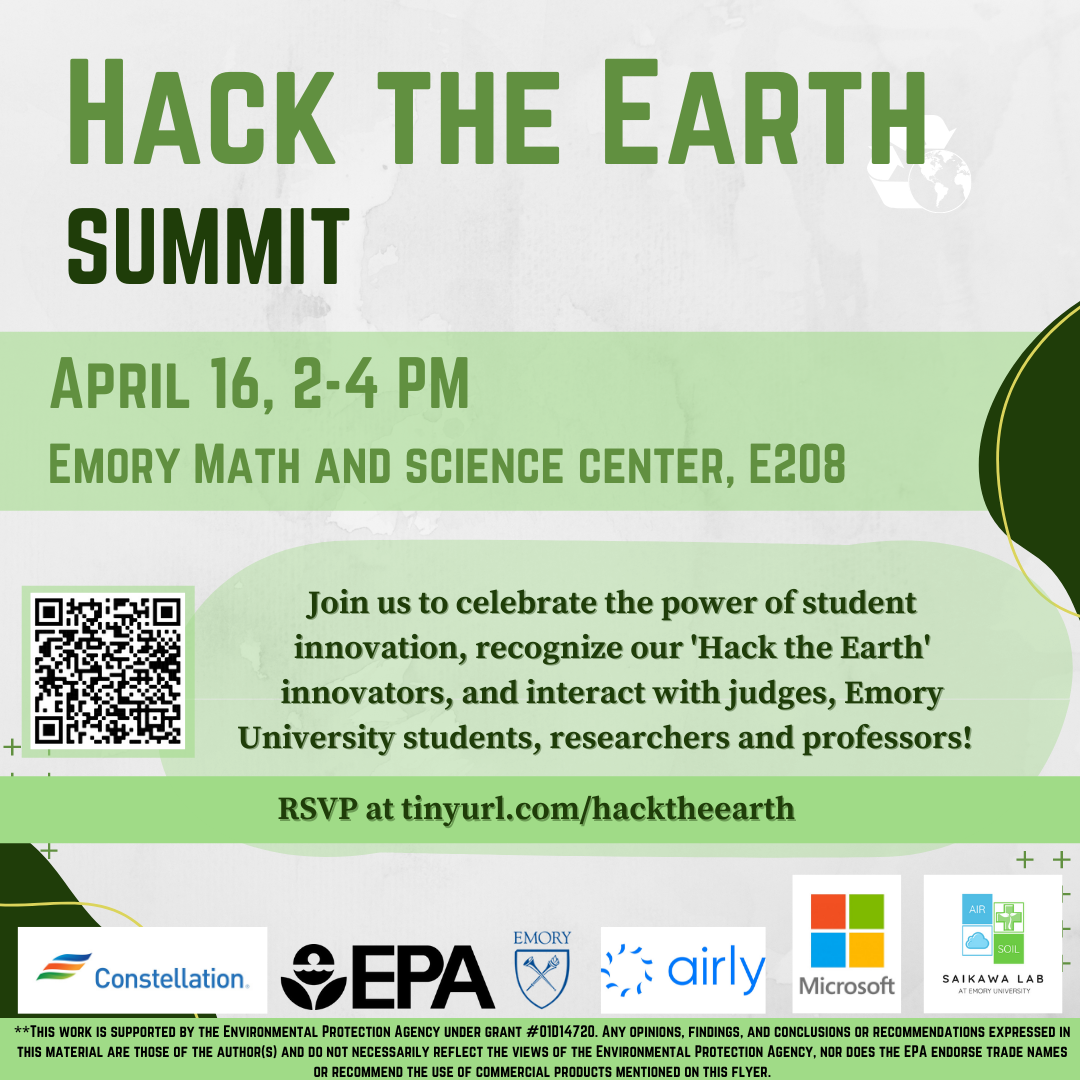 Hack the Earth
SUMMIT
April 16, 2-4 PM
Emory Math and science center, E208
Join us to celebrate the power of student
innovation, recognize our 'Hack the Earth'
innovators, and interact with judges, Emory
University students, researchers and professors!
RSVP at tinyurl.com/hacktheearth
Constellation.
EPA
EMORY
airly
Microsoft
AIR
SOIL
SAIKAWA LAB
AT EMORY UNIVERSITY
**This work is supported by the Environmental Protection Agency under grant #01D14720. Any opinions, findings, and conclusions or recommendations expressed in
this material are those of the author(s) and do not necessarily reflect the views of the Environmental Protection Agency, nor does the EPA endorse trade names
or recommend the use of commercial products mentioned on this flyer.